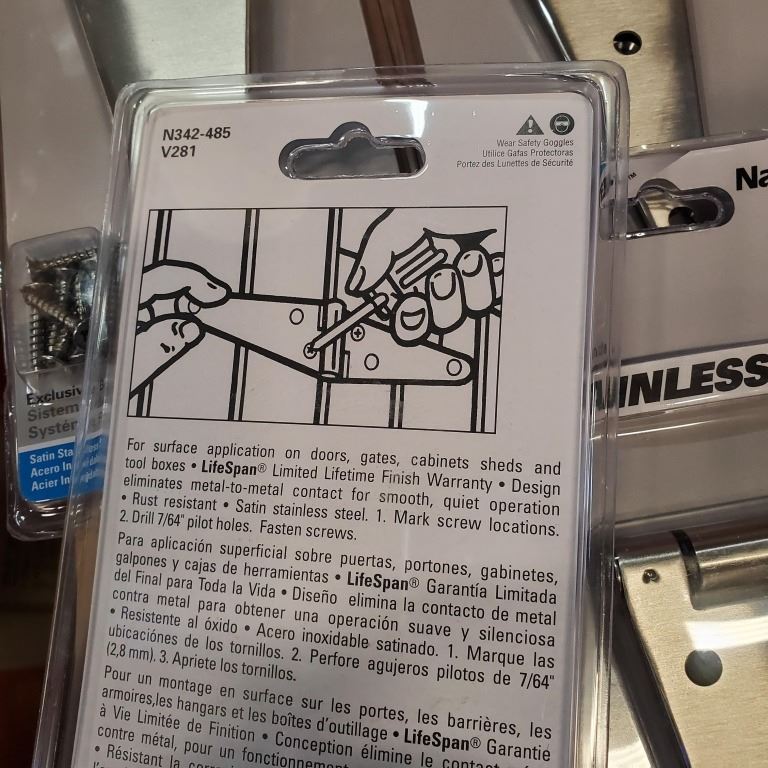 N342-485
V281
Wear Safety Goggles
Utilice Gafas Protectoras
Portez des Lunettes de Sécurité
Na
AINLESS
Exclusiv
Sistem
Systé
Satin Sta
Acero In
Acier In
For surface application on doors, gates, cabinets sheds and
tool boxes • LifeSpan® Limited Lifetime Finish Warranty • Design
eliminates metal-to-metal contact for smooth, quiet operation
• Rust resistant • Satin stainless steel. 1. Mark screw locations.
2. Drill 7/64" pilot holes. Fasten screws.
Para aplicación superficial sobre puertas, portones, gabinetes,
galpones y cajas de herramientas • LifeSpan® Garantía Limitada
del Final para Toda la Vida • Diseño elimina la contacto de metal
contra metal para obtener una operación suave y silenciosa
• Resistente al óxido • Acero inoxidable satinado. 1. Marque las
ubicaciónes de los tornillos. 2. Perfore agujeros pilotos de 7/64"
(2,8 mm). 3. Apriete los tornillos.
Pour un montage en surface sur les portes, les barrières, les
armoires,les hangars et les boîtes d'outillage • LifeSpan® Garantie
à Vie Limitée de Finition • Conception élimine le contact
contre métal, pour un fonctionnement
• Résistant la